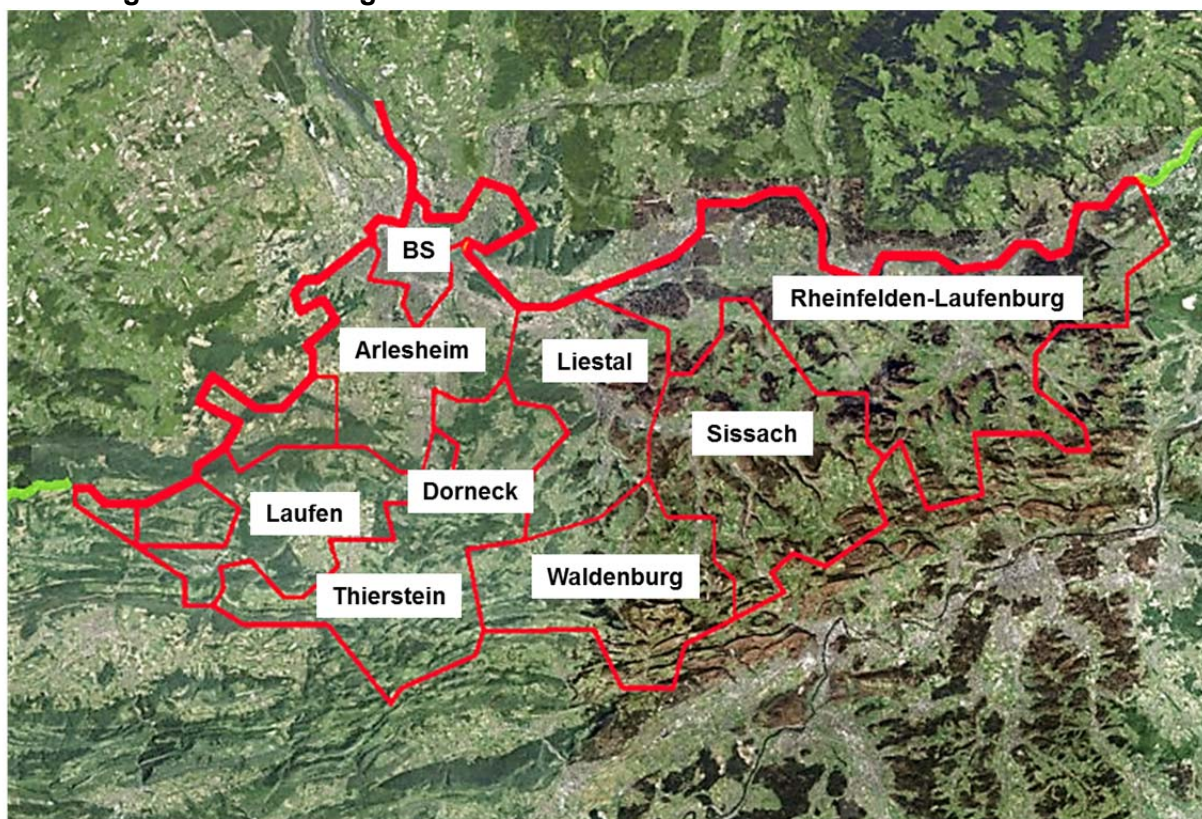 BS
Rheinfelden-Laufenburg
Arlesheim
Liestal
Sissach
Dorneck
Laufen
Waldenburg
Thierstein